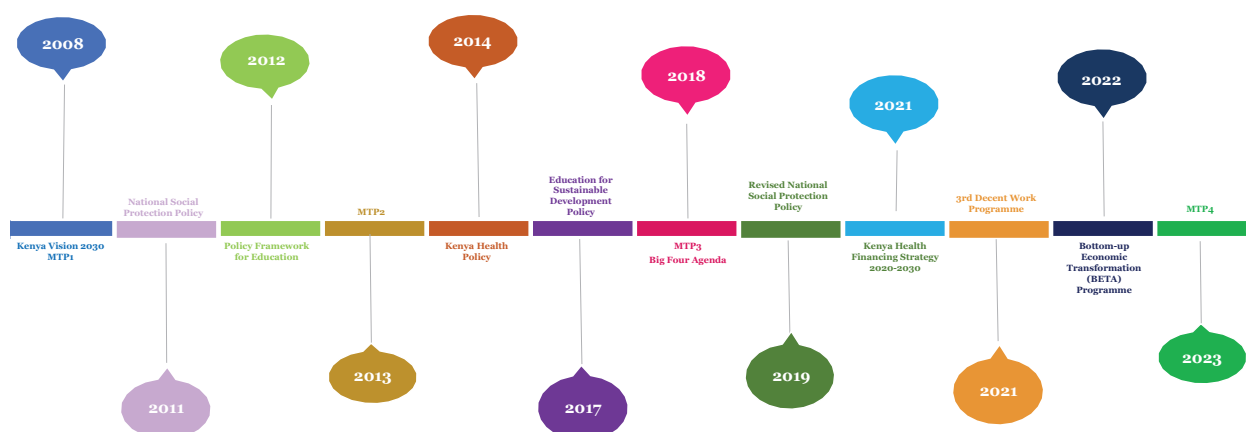 2008
Kenya Vision 2030
MTP1
National Social
Protection Policy
2011
2012
Policy Framework
for Education
MTP2
2013
2014
Kenya Health
Policy
Education for
Sustainable
Development
Policy
2017
2018
MTP3
Big Four Agenda
Revised National
Social Protection
Policy
2019
2021
Kenya Health
Financing Strategy
2020-2030
3rd Decent Work
Programme
2021
2022
Bottom-up
Economic
Transformation
(BETA)
Programme
MTP4
2023